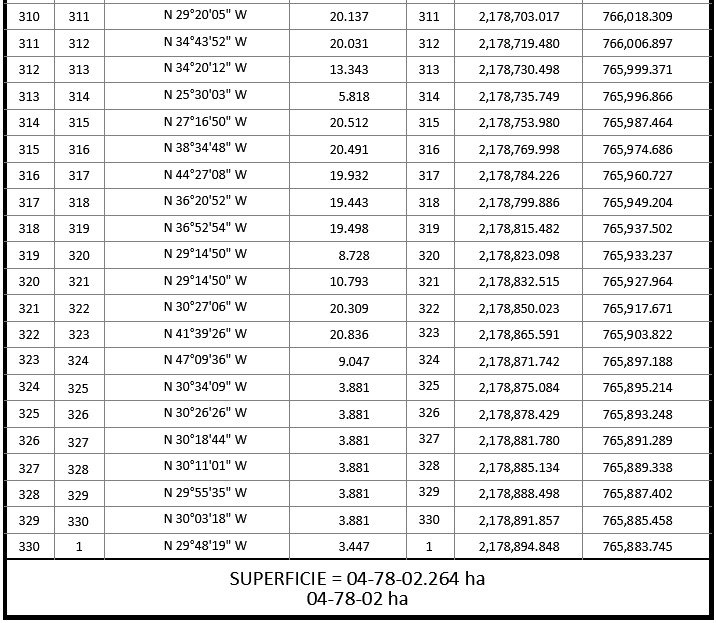 310 311 N 29°20'05" W 20.137 311 2,178,703.017 766,018.309
311 312 N 34°43'52" W 20.031 312 2,178,719.480 766,006.897
312 313 N 34°20'12" W 13.343 313 2,178,730.498 765,999.371
313 314 N 25°30'03" W 5.818 314 2,178,735.749 765,996.866
314 315 N 27°16'50" W 20.512 315 2,178,753.980 765,987.464
315 316 N 38°34'48" W 20.491 316 2,178,769.998 765,974.686
316 317 N 44°27'08" W 19.932 317 2,178,784.226 765,960.727
317 318 N 36°20'52" W 19.443 318 2,178,799.886 765,949.204
318 319 N 36°52'54" W 19.498 319 2,178,815.482 765,937.502
319 320 N 29°14'50" W 8.728 320 2,178,823.098 765,933.237
320 321 N 29°14'50" W 10.793 321 2,178,832.515 765,927.964
321 322 N 30°27'06" W 20.309 322 2,178,850.023 765,917.671
322 323 N 41°39'26" W 20.836 323 2,178,865.591 765,903.822
323 324 N 47°09'36" W 9.047 324 2,178,871.742 765,897.188
324 325 N 30°34'09" W 3.881 325 2,178,875.084 765,895.214
325 326 N 30°26'26" W 3.881 326 2,178,878.429 765,893.248
326 327 N 30°18'44" W 3.881 327 2,178,881.780 765,891.289
327 328 N 30°11'01" W 3.881 328 2,178,885.134 765,889.338
328 329 N 29°55'35" W 3.881 329 2,178,888.498 765,887.402
329 330 N 30°03'18" W 3.881 330 2,178,891.857 765,885.458
330 1 N 29°48'19" W 3.447 1 2,178,894.848 765,883.745
SUPERFICIE = 04-78-02.264 ha
04-78-02 ha